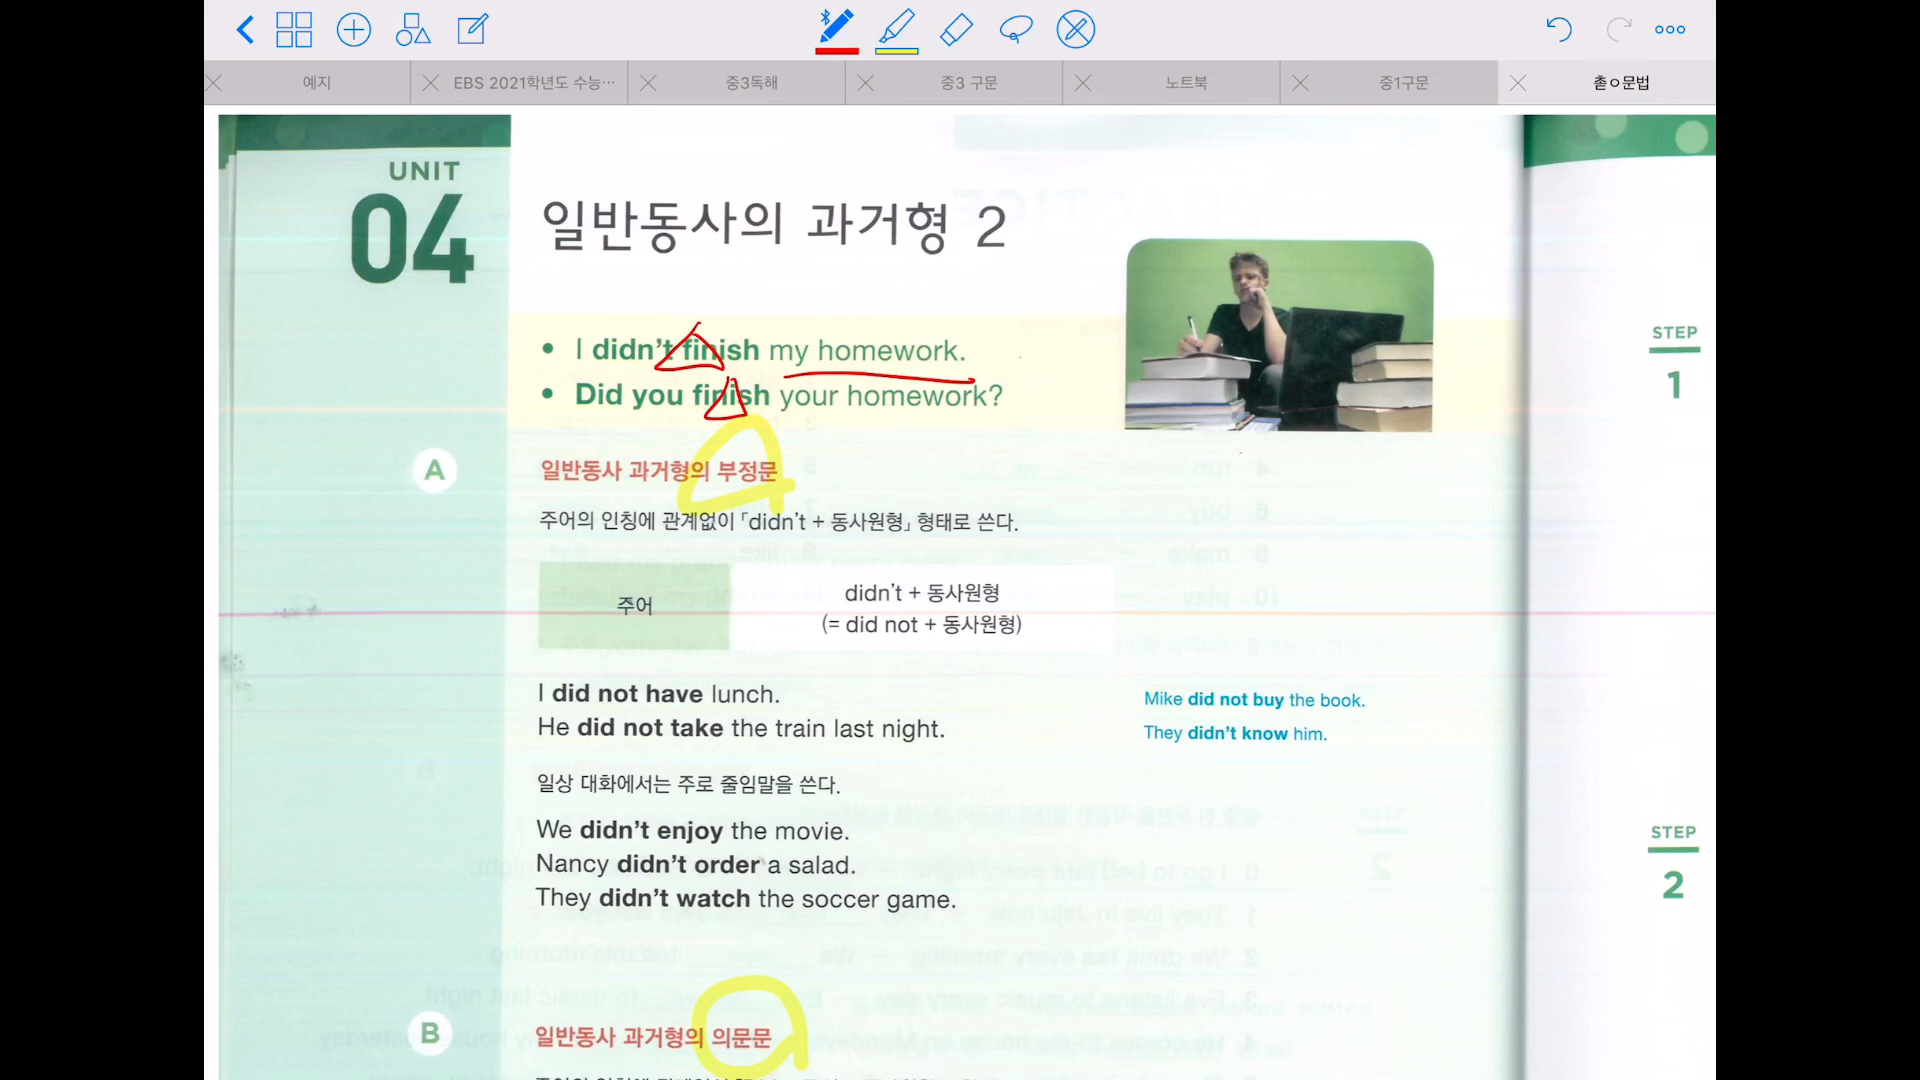 예지
EBS 2021학년도 수능…
중3독해
중3 구문
노트북
중1구문
촏ㅇ문법
UNIT
04
일반동사의 과거형 2
• I didn't finish my homework.
• Did you finish your homework?
STEP
1
A
일반동사 과거형의 부정문
주어의 인칭에 관계없이 「didn't + 동사원형」 형태로 쓴다.
주어
didn't + 동사원형
(= did not + 동사원형)
I did not have lunch.
He did not take the train last night.
Mike did not buy the book.
They didn't know him.
일상 대화에서는 주로 줄임말을 쓴다.
We didn't enjoy the movie.
Nancy didn't order a salad.
They didn't watch the soccer game.
STEP
2
B
일반동사 과거형의 의문문